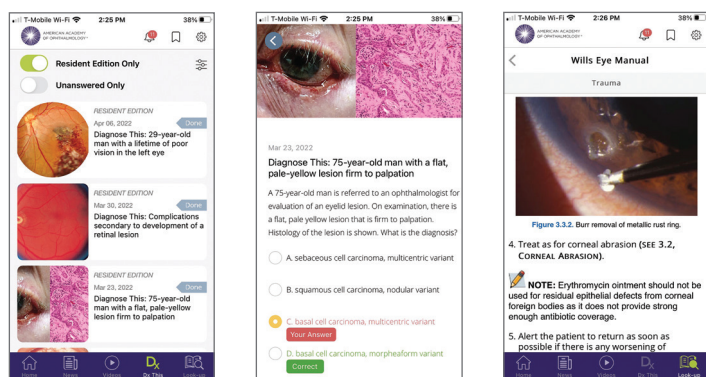 T-Mobile Wi-Fi 2:25 PM 38%
AMERICAN ACADEMY
OF OPHTHALMOLOGY
Resident Edition Only
Unanswered Only
RESIDENT EDITION
Apr 06, 2022 Done
Diagnose This: 29-year-old
man with a lifetime of poor
vision in the left eye
RESIDENT EDITION
Mar 30, 2022 Done
Diagnose This: Complications
secondary to development of a
retinal lesion
RESIDENT EDITION
Mar 23, 2022 Done
Diagnose This: 75-year-old
man with a flat, pale-yellow
lesion firm to palpation
Home News Videos Dx This Look-up
T-Mobile Wi-Fi 2:25 PM 38%
Mar 23, 2022
Diagnose This: 75-year-old man with a flat,
pale-yellow lesion firm to palpation
A 75-year-old man is referred to an ophthalmologist for
evaluation of an eyelid lesion. On examination, there is
a flat, pale yellow lesion that is firm to palpation.
Histology of the lesion is shown. What is the diagnosis?
A. sebaceous cell carcinoma, multicentric variant
B. squamous cell carcinoma, nodular variant
C. basal cell carcinoma, multicentric variant
Your Answer
D. basal cell carcinoma, morpheaform variant
Correct
T-Mobile Wi-Fi 2:26 PM 38%
AMERICAN ACADEMY
OF OPHTHALMOLOGY
Wills Eye Manual
Trauma
Figure 3.3.2. Burr removal of metallic rust ring.
4. Treat as for corneal abrasion (SEE 3.2,
CORNEAL ABRASION).
NOTE: Erythromycin ointment should not be
used for residual epithelial defects from corneal
foreign bodies as it does not provide strong
enough antibiotic coverage.
5. Alert the patient to return as soon as
possible if there is any worsening of
Home News Videos Dx This Look-up